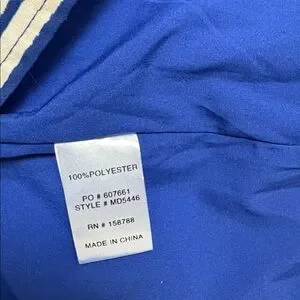 100%POLYESTER
PO # 607661
STYLE # MD5446
RN # 158788
MADE IN CHINA